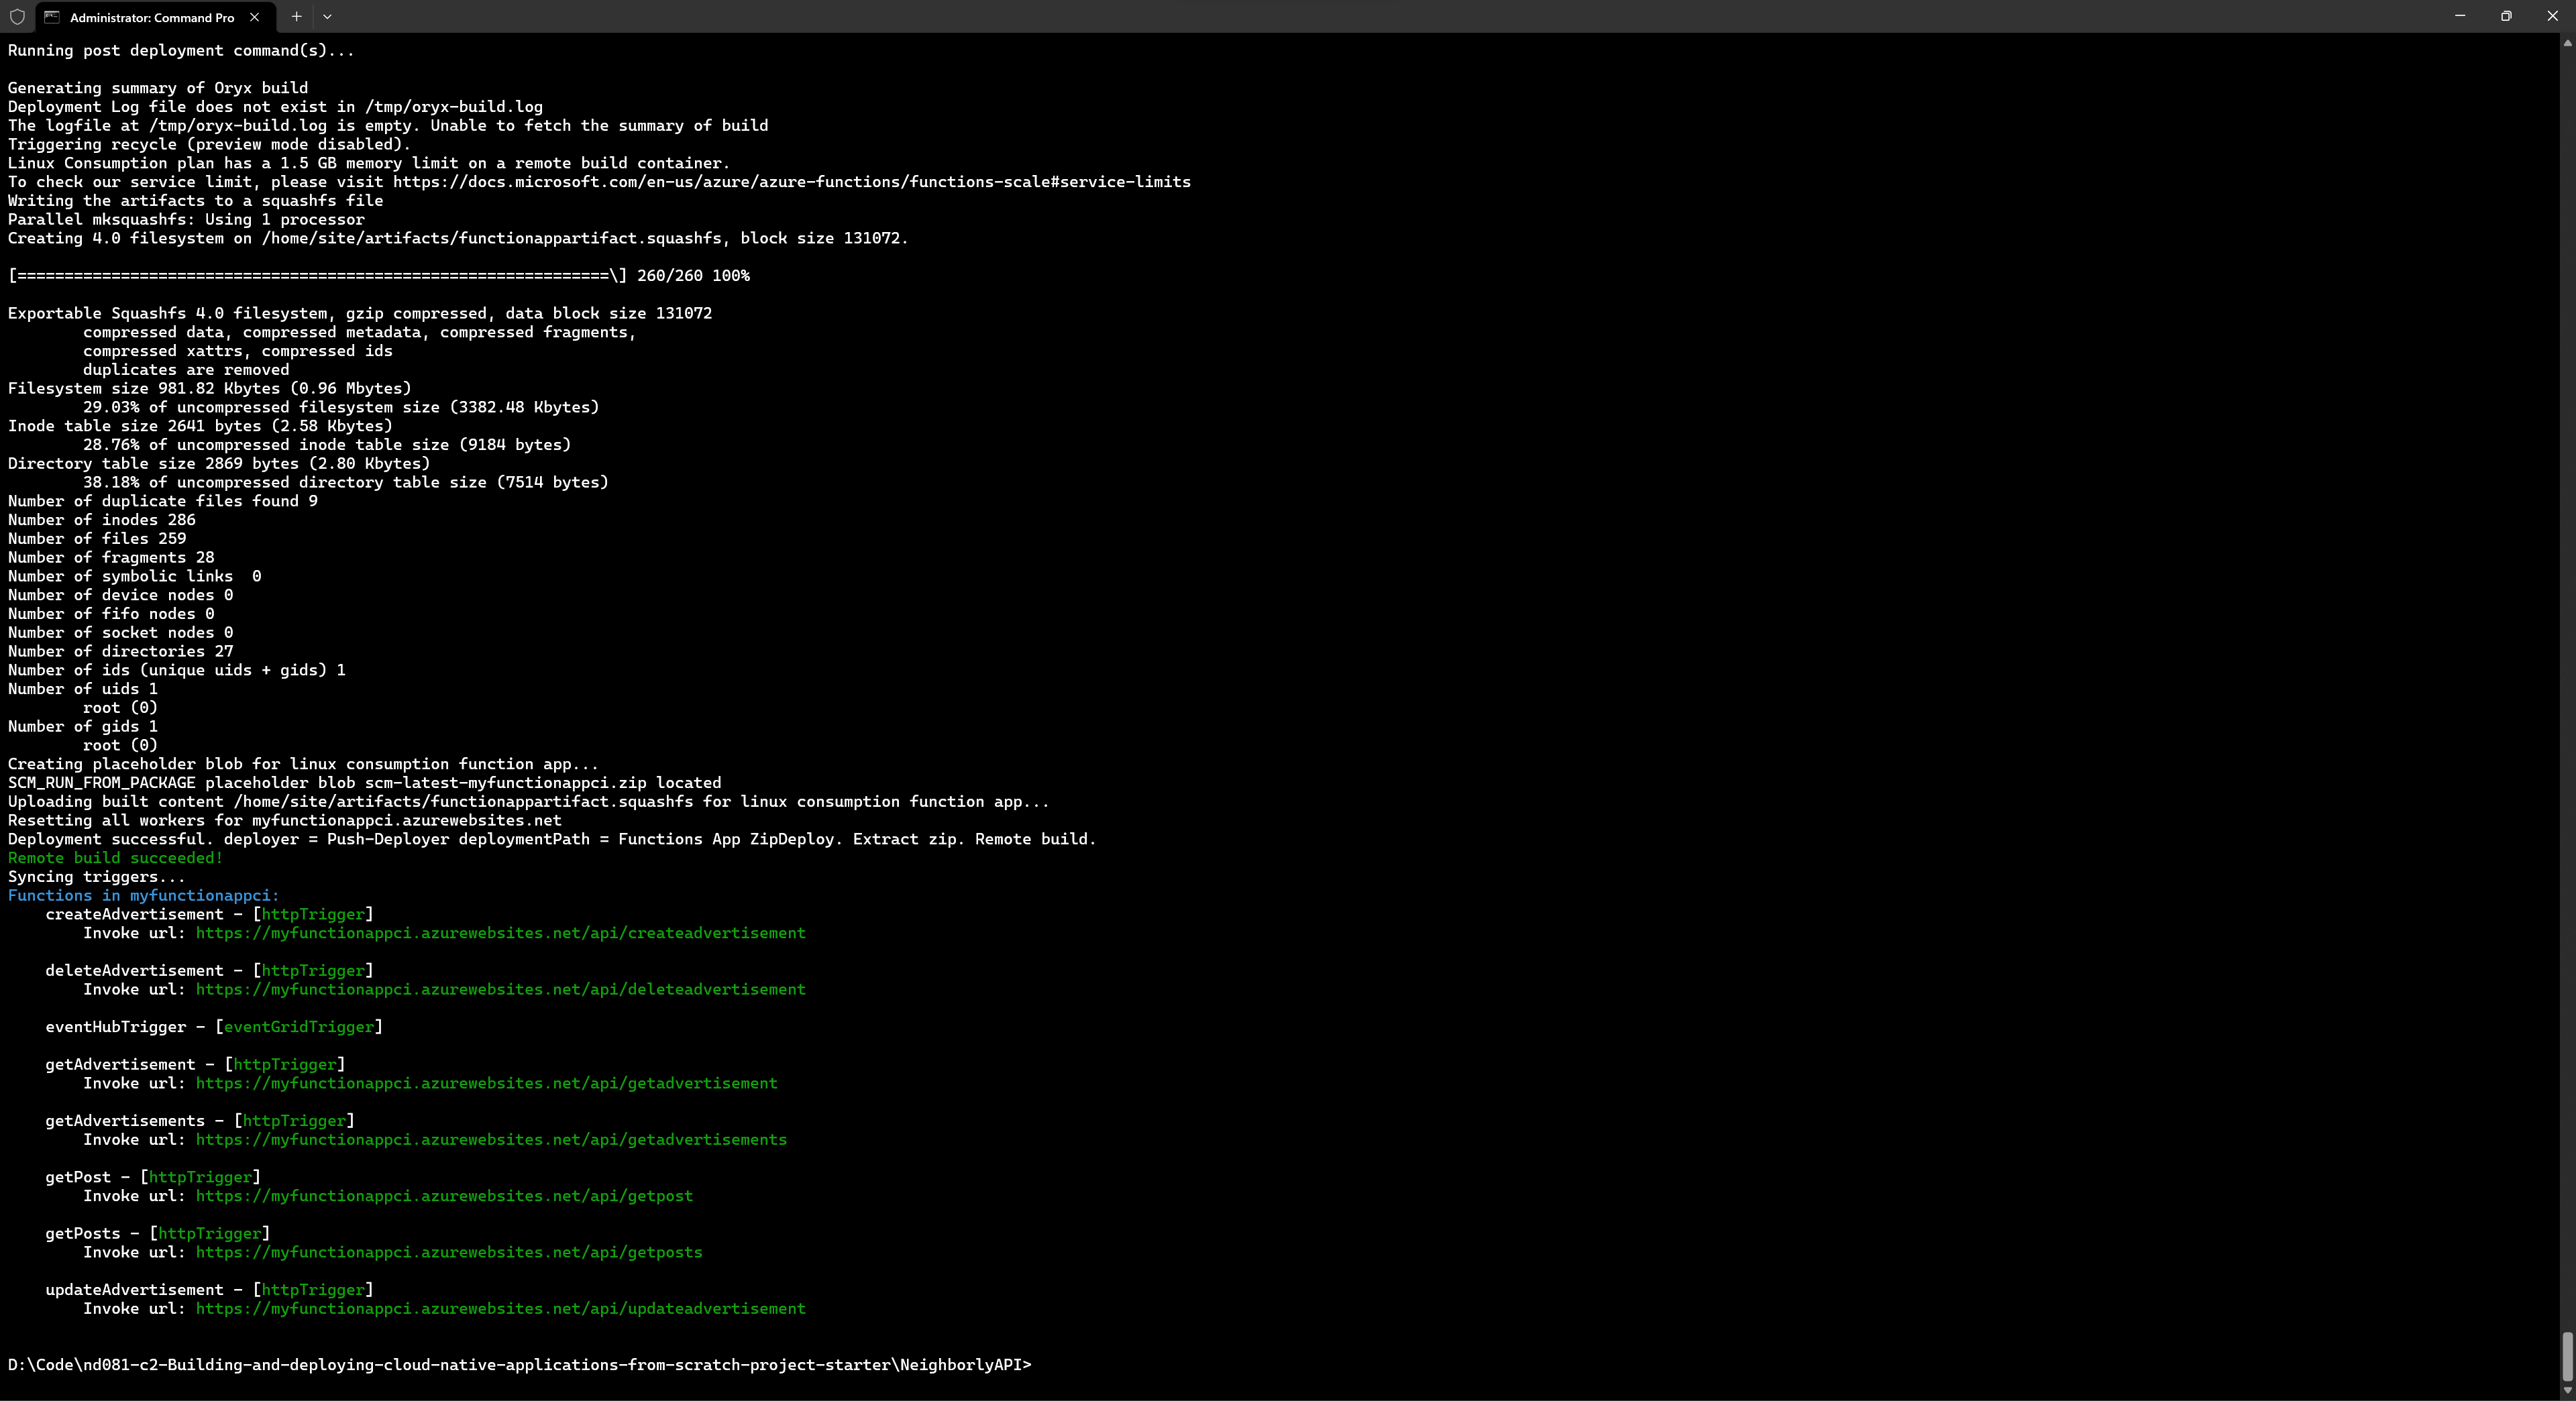 Administrator: Command Pro
Running post deployment command(s)...
Generating summary of Oryx build
Deployment Log file does not exist in /tmp/oryx-build.log
The logfile at /tmp/oryx-build.log is empty. Unable to fetch the summary of build
Triggering recycle (preview mode disabled).
Linux Consumption plan has a 1.5 GB memory limit on a remote build container.
To check our service limit, please visit https://docs.microsoft.com/en-us/azure/azure-functions/functions-scale#service-limits
Writing the artifacts to a squashfs file
Parallel mksquashfs: Using 1 processor
Creating 4.0 filesystem on /home/site/artifacts/functionappartifact.squashfs, block size 131072.
[===============================================================\] 260/260 100%
Exportable Squashfs 4.0 filesystem, gzip compressed, data block size 131072
compressed data, compressed metadata, compressed fragments,
compressed xattrs, compressed ids
duplicates are removed
Filesystem size 981.82 Kbytes (0.96 Mbytes)
29.03% of uncompressed filesystem size (3382.48 Kbytes)
Inode table size 2641 bytes (2.58 Kbytes)
28.76% of uncompressed inode table size (9184 bytes)
Directory table size 2869 bytes (2.80 Kbytes)
38.18% of uncompressed directory table size (7514 bytes)
Number of duplicate files found 9
Number of inodes 286
Number of files 259
Number of fragments 28
Number of symbolic links  0
Number of device nodes 0
Number of fifo nodes 0
Number of socket nodes 0
Number of directories 27
Number of ids (unique uids + gids) 1
Number of uids 1
root (0)
Number of gids 1
root (0)
Creating placeholder blob for linux consumption function app...
SCM_RUN_FROM_PACKAGE placeholder blob scm-latest-myfunctionappci.zip located
Uploading built content /home/site/artifacts/functionappartifact.squashfs for linux consumption function app...
Resetting all workers for myfunctionappci.azurewebsites.net
Deployment successful. deployer = Push-Deployer deploymentPath = Functions App ZipDeploy. Extract zip. Remote build.
Remote build succeeded!
Syncing triggers...
Functions in myfunctionappci:
createAdvertisement - [httpTrigger]
Invoke url: https://myfunctionappci.azurewebsites.net/api/createadvertisement
deleteAdvertisement - [httpTrigger]
Invoke url: https://myfunctionappci.azurewebsites.net/api/deleteadvertisement
eventHubTrigger - [eventGridTrigger]
getAdvertisement - [httpTrigger]
Invoke url: https://myfunctionappci.azurewebsites.net/api/getadvertisement
getAdvertisements - [httpTrigger]
Invoke url: https://myfunctionappci.azurewebsites.net/api/getadvertisements
getPost - [httpTrigger]
Invoke url: https://myfunctionappci.azurewebsites.net/api/getpost
getPosts - [httpTrigger]
Invoke url: https://myfunctionappci.azurewebsites.net/api/getposts
updateAdvertisement - [httpTrigger]
Invoke url: https://myfunctionappci.azurewebsites.net/api/updateadvertisement
D:\Code\nd081-c2-Building-and-deploying-cloud-native-applications-from-scratch-project-starter\NeighborlyAPI>